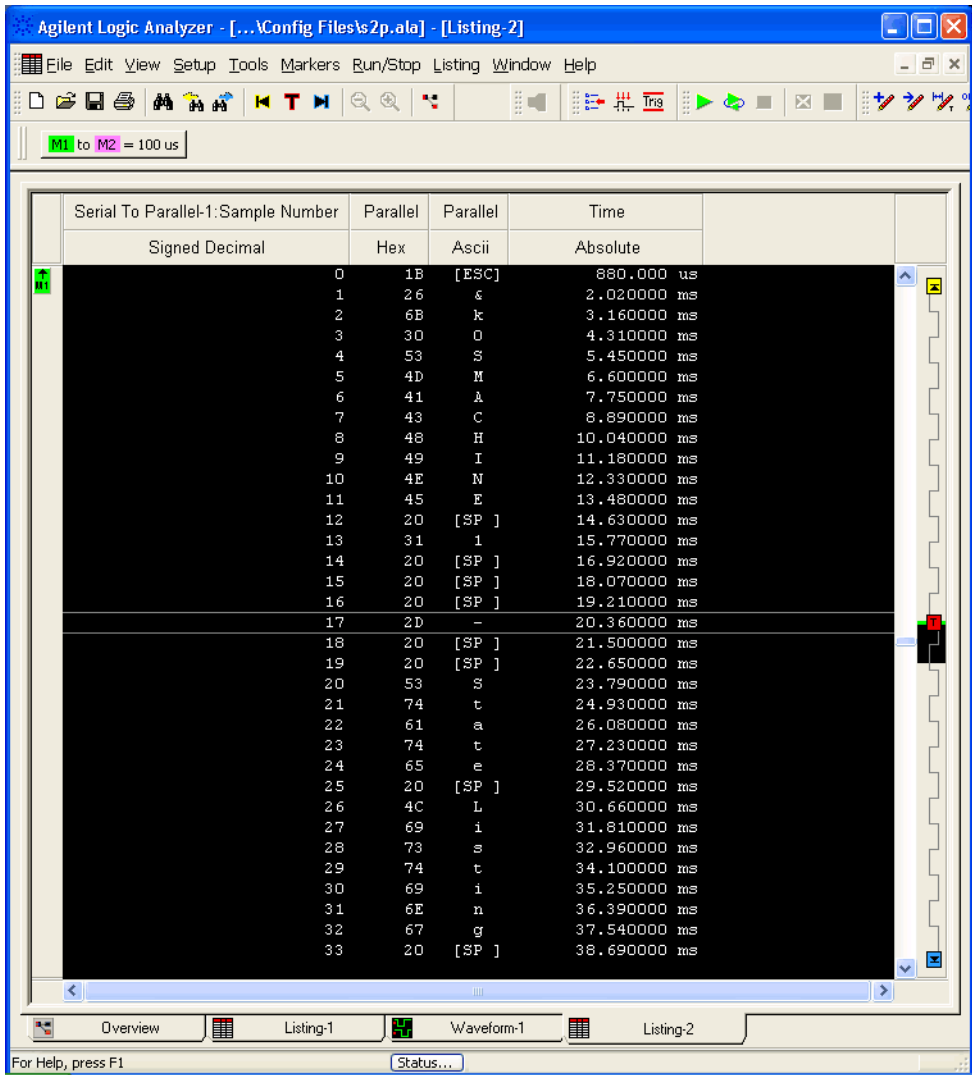 Agilent Logic Analyzer - [...\Config Files\s2p.ala] - [Listing-2]
File Edit View Setup Tools Markers Run/Stop Listing Window Help
T Trig
M1 to M2 = 100 us
Serial To Parallel-1:Sample Number Parallel Parallel Time
Signed Decimal Hex Ascii Absolute
M1
0 1B [ESC] 880.000 us
1 26 & 2.020000 ms
2 6B k 3.160000 ms
3 30 0 4.310000 ms
4 53 S 5.450000 ms
5 4D M 6.600000 ms
6 41 A 7.750000 ms
7 43 C 8.890000 ms
8 48 H 10.040000 ms
9 49 I 11.180000 ms
10 4E N 12.330000 ms
11 45 E 13.480000 ms
12 20 [SP ] 14.630000 ms
13 31 1 15.770000 ms
14 20 [SP ] 16.920000 ms
15 20 [SP ] 18.070000 ms
16 20 [SP ] 19.210000 ms
17 2D - 20.360000 ms
T
18 20 [SP ] 21.500000 ms
19 20 [SP ] 22.650000 ms
20 53 S 23.790000 ms
21 74 t 24.930000 ms
22 61 a 26.080000 ms
23 74 t 27.230000 ms
24 65 e 28.370000 ms
25 20 [SP ] 29.520000 ms
26 4C L 30.660000 ms
27 69 i 31.810000 ms
28 73 s 32.960000 ms
29 74 t 34.100000 ms
30 69 i 35.250000 ms
31 6E n 36.390000 ms
32 67 g 37.540000 ms
33 20 [SP ] 38.690000 ms
Overview Listing-1 Waveform-1 Listing-2
For Help, press F1 Status...